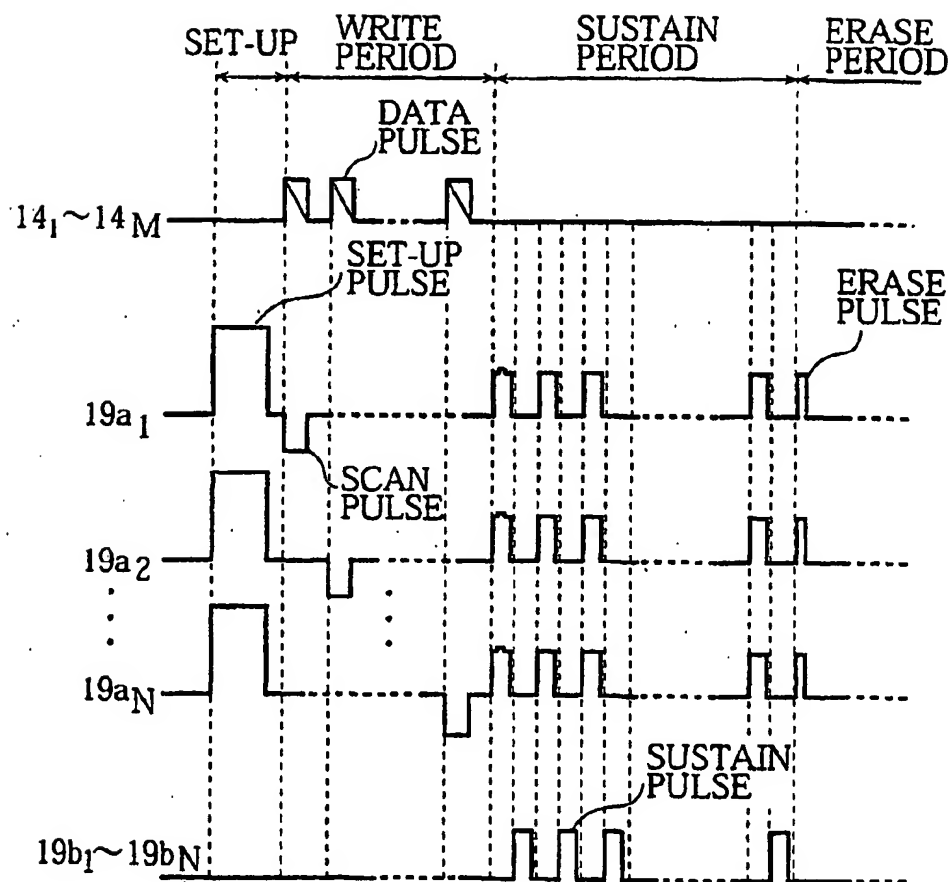 SET-UP
WRITE
PERIOD
SUSTAIN
PERIOD
ERASE
PERIOD
DATA
PULSE
14₁~14M
SET-UP
PULSE
ERASE
PULSE
19a₁
SCAN
PULSE
19a₂
19aN
SUSTAIN
PULSE
19b₁~19bN